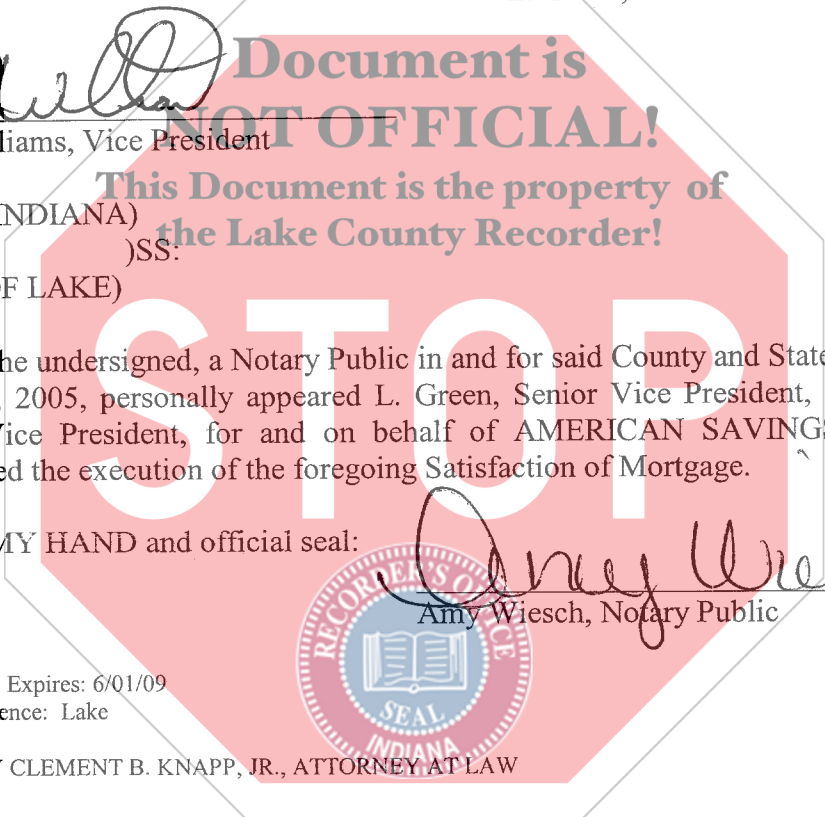 Document is
NOT OFFICIAL!
liams, Vice President
This Document is the property of
NDIANA)
the Lake County Recorder!
)SS:
F LAKE)
STOP
he undersigned, a Notary Public in and for said County and State
, 2005, personally appeared L. Green, Senior Vice President,
Vice President, for and on behalf of AMERICAN SAVINGS
ed the execution of the foregoing Satisfaction of Mortgage.
MY HAND and official seal:
Amy Wie
Amy Wiesch, Notary Public
RECORDER'S OFFICE
SEAL
INDIANA
Expires: 6/01/09
ence: Lake
Y CLEMENT B. KNAPP, JR., ATTORNEY AT LAW